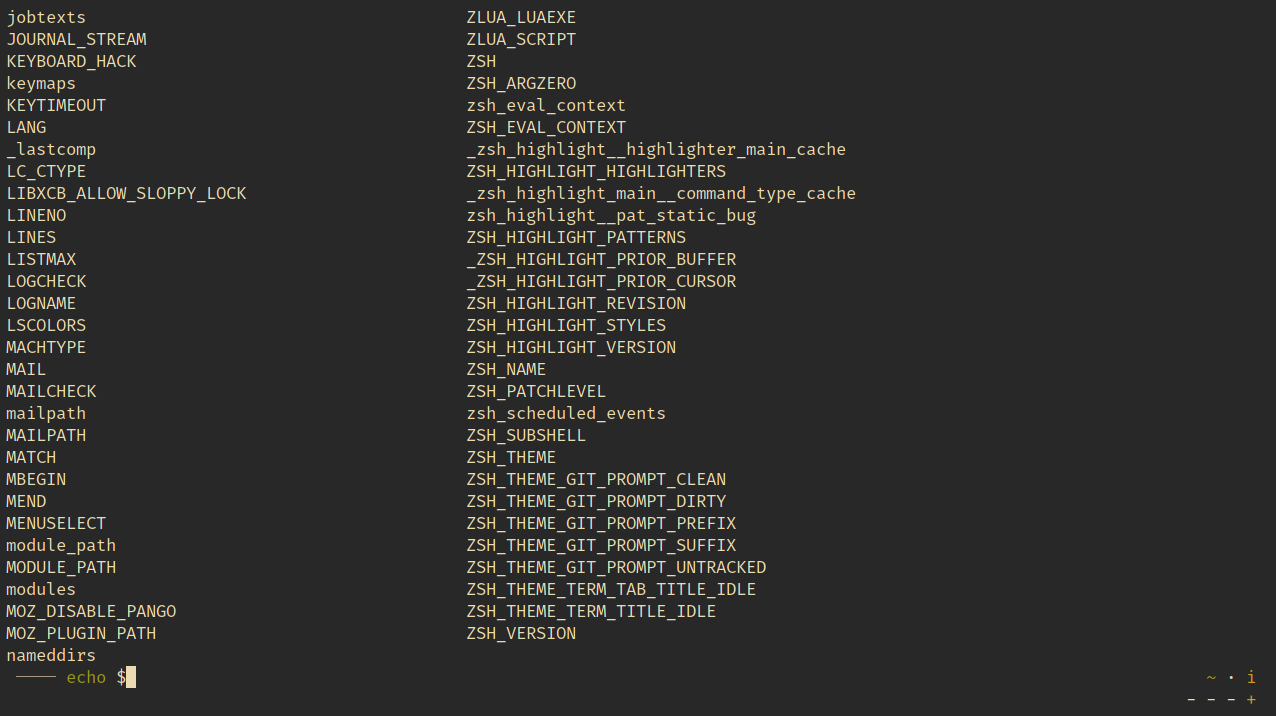 jobtexts ZLUA_LUAEXE
JOURNAL_STREAM ZLUA_SCRIPT
KEYBOARD_HACK ZSH
keymaps ZSH_ARGZERO
KEYTIMEOUT zsh_eval_context
LANG ZSH_EVAL_CONTEXT
_lastcomp _zsh_highlight__highlighter_main_cache
LC_CTYPE ZSH_HIGHLIGHT_HIGHLIGHTERS
LIBXCB_ALLOW_SLOPPY_LOCK _zsh_highlight_main__command_type_cache
LINENO zsh_highlight__pat_static_bug
LINES ZSH_HIGHLIGHT_PATTERNS
LISTMAX _ZSH_HIGHLIGHT_PRIOR_BUFFER
LOGCHECK _ZSH_HIGHLIGHT_PRIOR_CURSOR
LOGNAME ZSH_HIGHLIGHT_REVISION
LSCOLORS ZSH_HIGHLIGHT_STYLES
MACHTYPE ZSH_HIGHLIGHT_VERSION
MAIL ZSH_NAME
MAILCHECK ZSH_PATCHLEVEL
mailpath zsh_scheduled_events
MAILPATH ZSH_SUBSHELL
MATCH ZSH_THEME
MBEGIN ZSH_THEME_GIT_PROMPT_CLEAN
MEND ZSH_THEME_GIT_PROMPT_DIRTY
MENUSELECT ZSH_THEME_GIT_PROMPT_PREFIX
module_path ZSH_THEME_GIT_PROMPT_SUFFIX
MODULE_PATH ZSH_THEME_GIT_PROMPT_UNTRACKED
modules ZSH_THEME_TERM_TAB_TITLE_IDLE
MOZ_DISABLE_PANGO ZSH_THEME_TERM_TITLE_IDLE
MOZ_PLUGIN_PATH ZSH_VERSION
nameddirs
──── echo $ ~ · i
- - - +